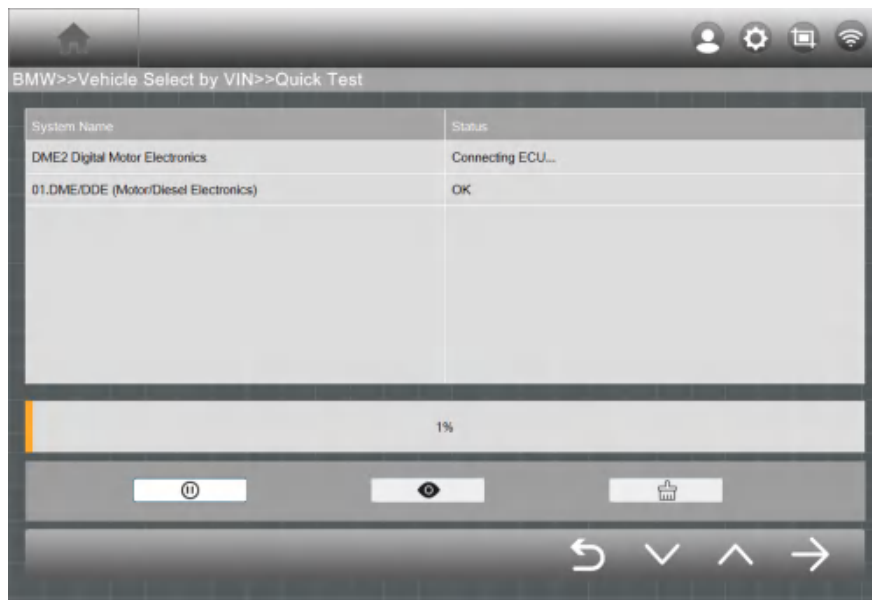 BMW>>Vehicle Select by VIN>>Quick Test
System Name Status
DME2 Digital Motor Electronics Connecting ECU...
01.DME/DDE (Motor/Diesel Electronics) OK
1%